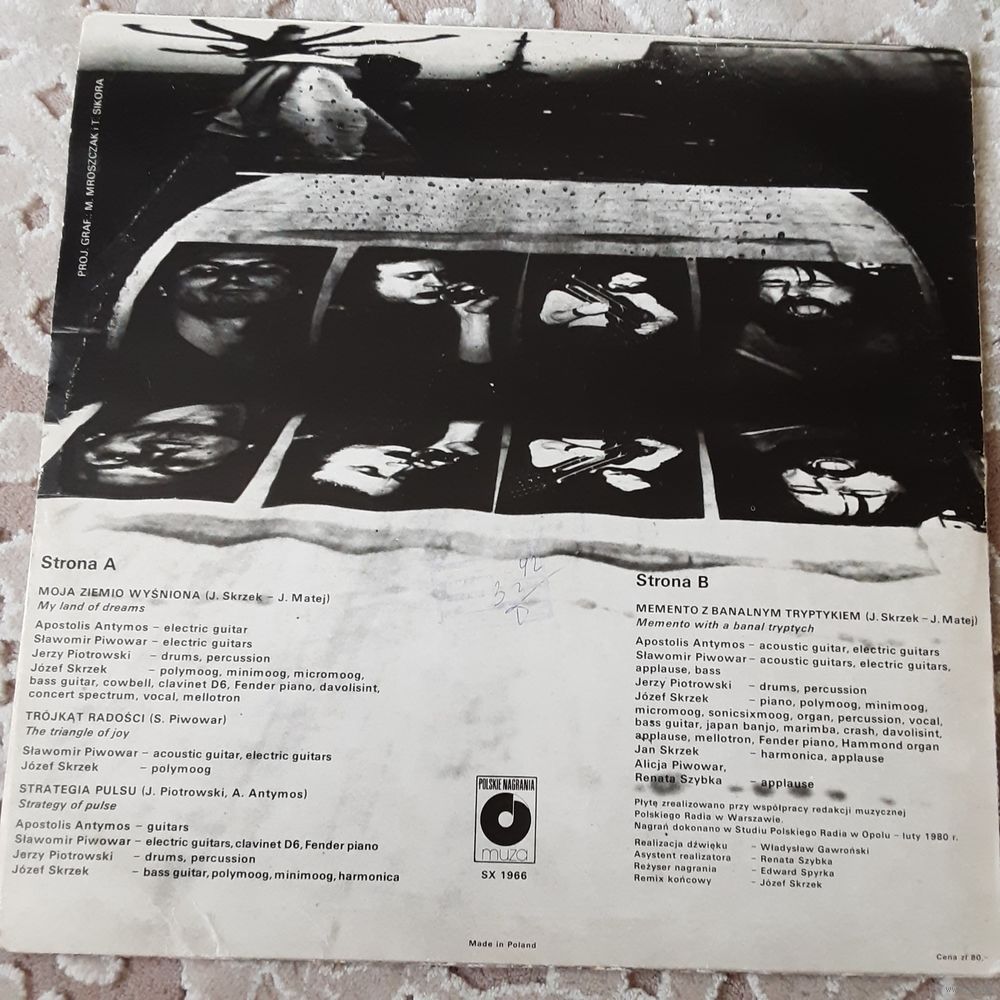 PROJ. GRAF.: M. MROSZCZAK i T. SIKORA
Strona A
MOJA ZIEMIO WYŚNIONA (J. Skrzek – J. Matej)
My land of dreams
Apostolis Antymos – electric guitar
Sławomir Piwowar – electric guitars
Jerzy Piotrowski – drums, percussion
Józef Skrzek – polymoog, minimoog, micromoog,
bass guitar, cowbell, clavinet D6, Fender piano, davolisint,
concert spectrum, vocal, mellotron
TRÓJKĄT RADOŚCI (S. Piwowar)
The triangle of joy
Sławomir Piwowar – acoustic guitar, electric guitars
Józef Skrzek – polymoog
STRATEGIA PULSU (J. Piotrowski, A. Antymos)
Strategy of pulse
Apostolis Antymos – guitars
Sławomir Piwowar – electric guitars, clavinet D6, Fender piano
Jerzy Piotrowski – drums, percussion
Józef Skrzek – bass guitar, polymoog, minimoog, harmonica
92
32
POLSKIE NAGRANIA
muza
SX 1966
Made in Poland
Strona B
MEMENTO Z BANALNYM TRYPTYKIEM (J. Skrzek – J. Matej)
Memento with a banal tryptych
Apostolis Antymos – acoustic guitar, electric guitars
Sławomir Piwowar – acoustic guitars, electric guitars,
applause, bass
Jerzy Piotrowski – drums, percussion
Józef Skrzek – piano, polymoog, minimoog,
micromoog, sonicsixmoog, organ, percussion, vocal,
bass guitar, japan banjo, marimba, crash, davolisint,
applause, mellotron, Fender piano, Hammond organ
Jan Skrzek – harmonica, applause
Alicja Piwowar,
Renata Szybka – applause
Płytę zrealizowano przy współpracy redakcji muzycznej
Polskiego Radia w Warszawie.
Nagrań dokonano w Studiu Polskiego Radia w Opolu – luty 1980 r.
Realizacja dźwięku – Władysław Gawroński
Asystent realizatora – Renata Szybka
Reżyser nagrania – Edward Spyrka
Remix końcowy – Józef Skrzek
Cena zł 80,-